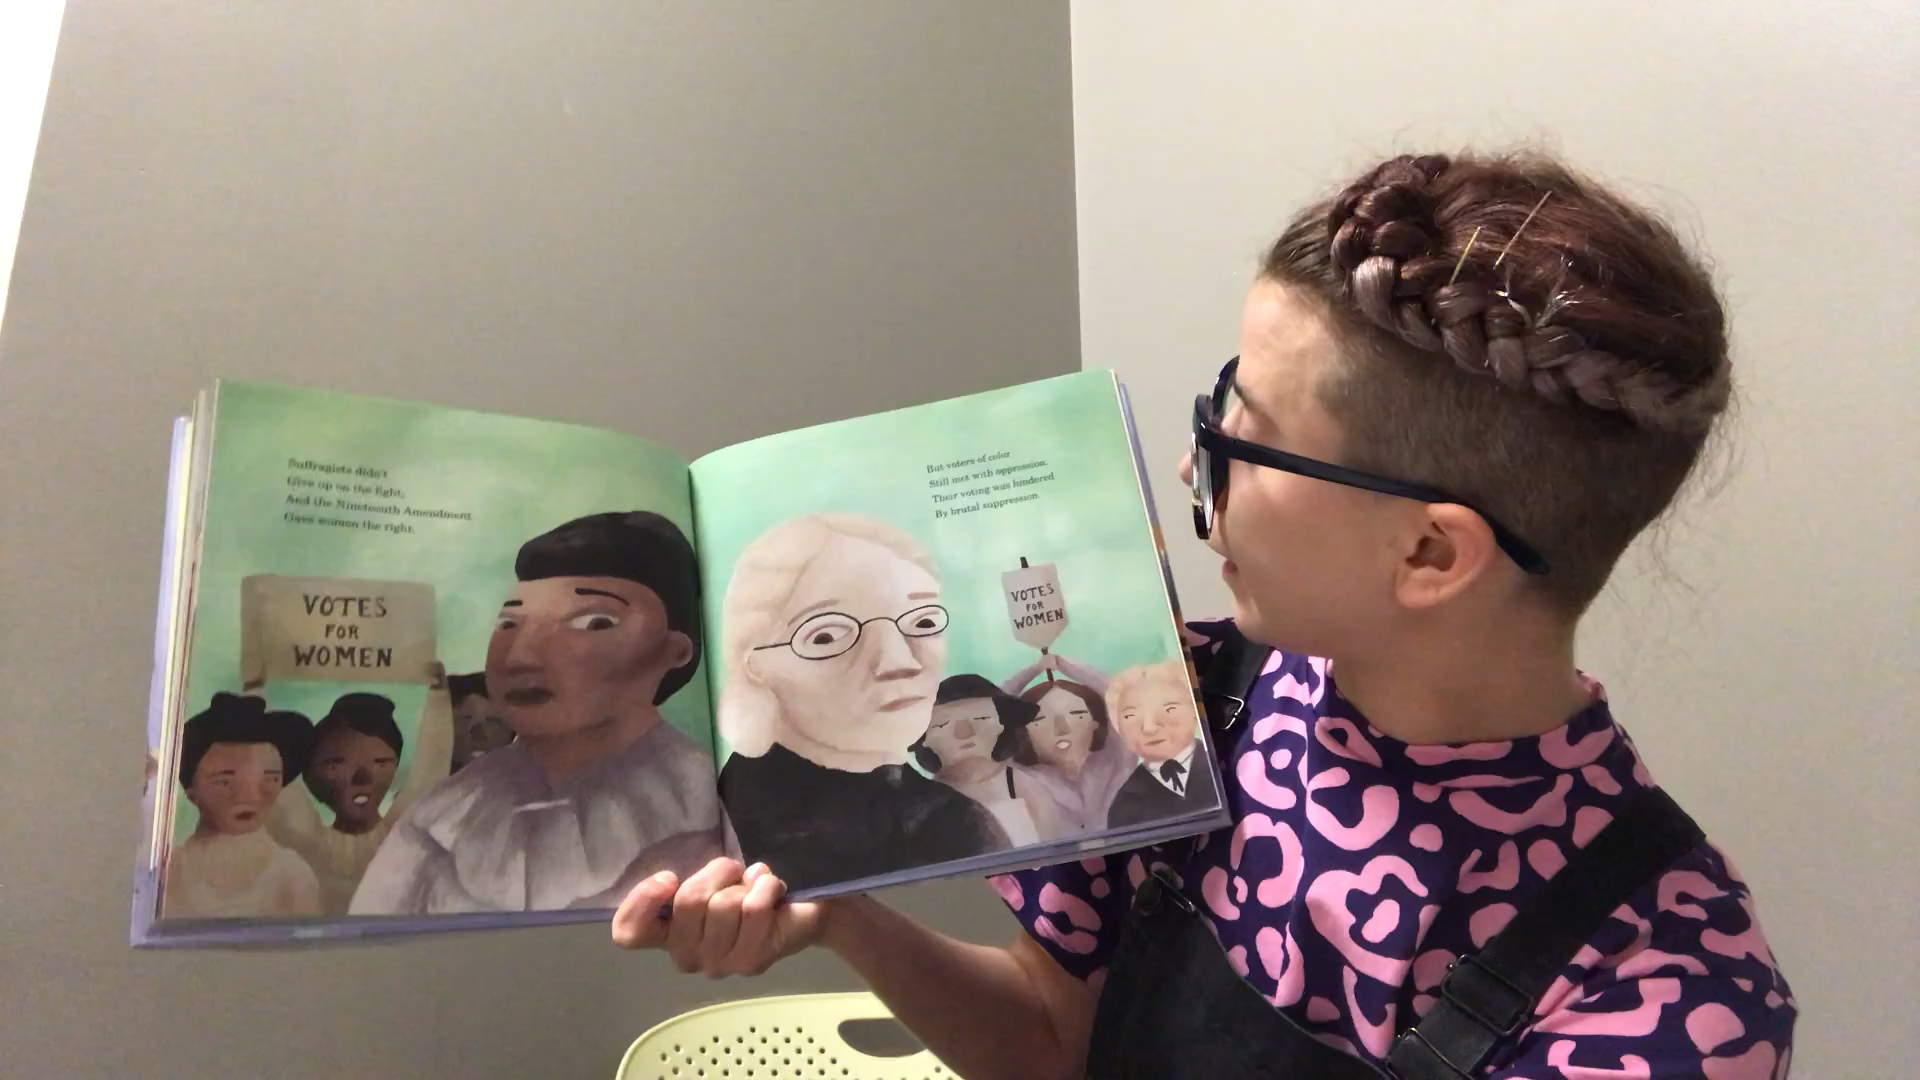 Suffragists didn't
Give up on the fight,
And the Nineteenth Amendment
Gave women the right.
VOTES
FOR
WOMEN
But voters of color
Still met with oppression.
Their voting was hindered
By brutal suppression.
VOTES
FOR
WOMEN